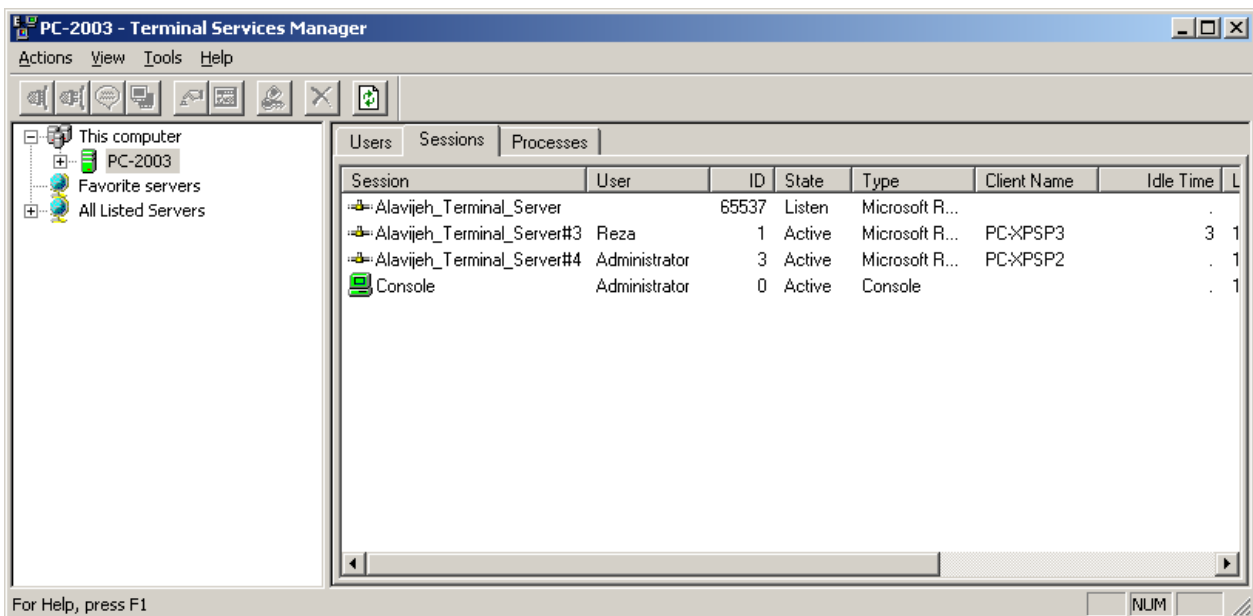 PC-2003 - Terminal Services Manager
Actions View Tools Help
This computer
PC-2003
Favorite servers
All Listed Servers
Users Sessions Processes
Session User ID State Type Client Name Idle Time L
Alavijeh_Terminal_Server 65537 Listen Microsoft R... .
Alavijeh_Terminal_Server#3 Reza 1 Active Microsoft R... PC-XPSP3 3 1
Alavijeh_Terminal_Server#4 Administrator 3 Active Microsoft R... PC-XPSP2 . 1
Console Administrator 0 Active Console . 1
For Help, press F1 NUM